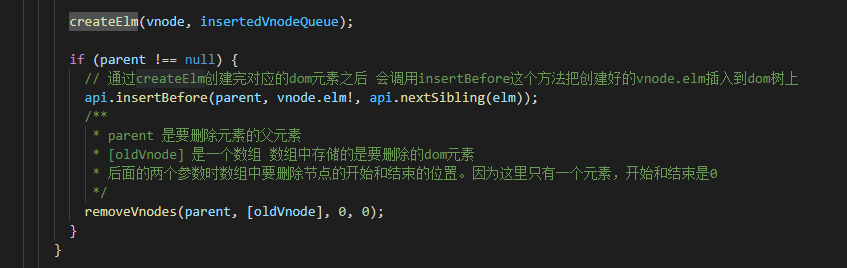 createElm(vnode, insertedVnodeQueue);
if (parent !== null) {
// 通过createElm创建完对应的dom元素之后 会调用insertBefore这个方法把创建好的vnode.elm插入到dom树上
api.insertBefore(parent, vnode.elm!, api.nextSibling(elm));
/**
* parent 是要删除元素的父元素
* [oldVnode] 是一个数组 数组中存储的是要删除的dom元素
* 后面的两个参数时数组中要删除节点的开始和结束的位置。因为这里只有一个元素，开始和结束是0
*/
removeVnodes(parent, [oldVnode], 0, 0);
}
}